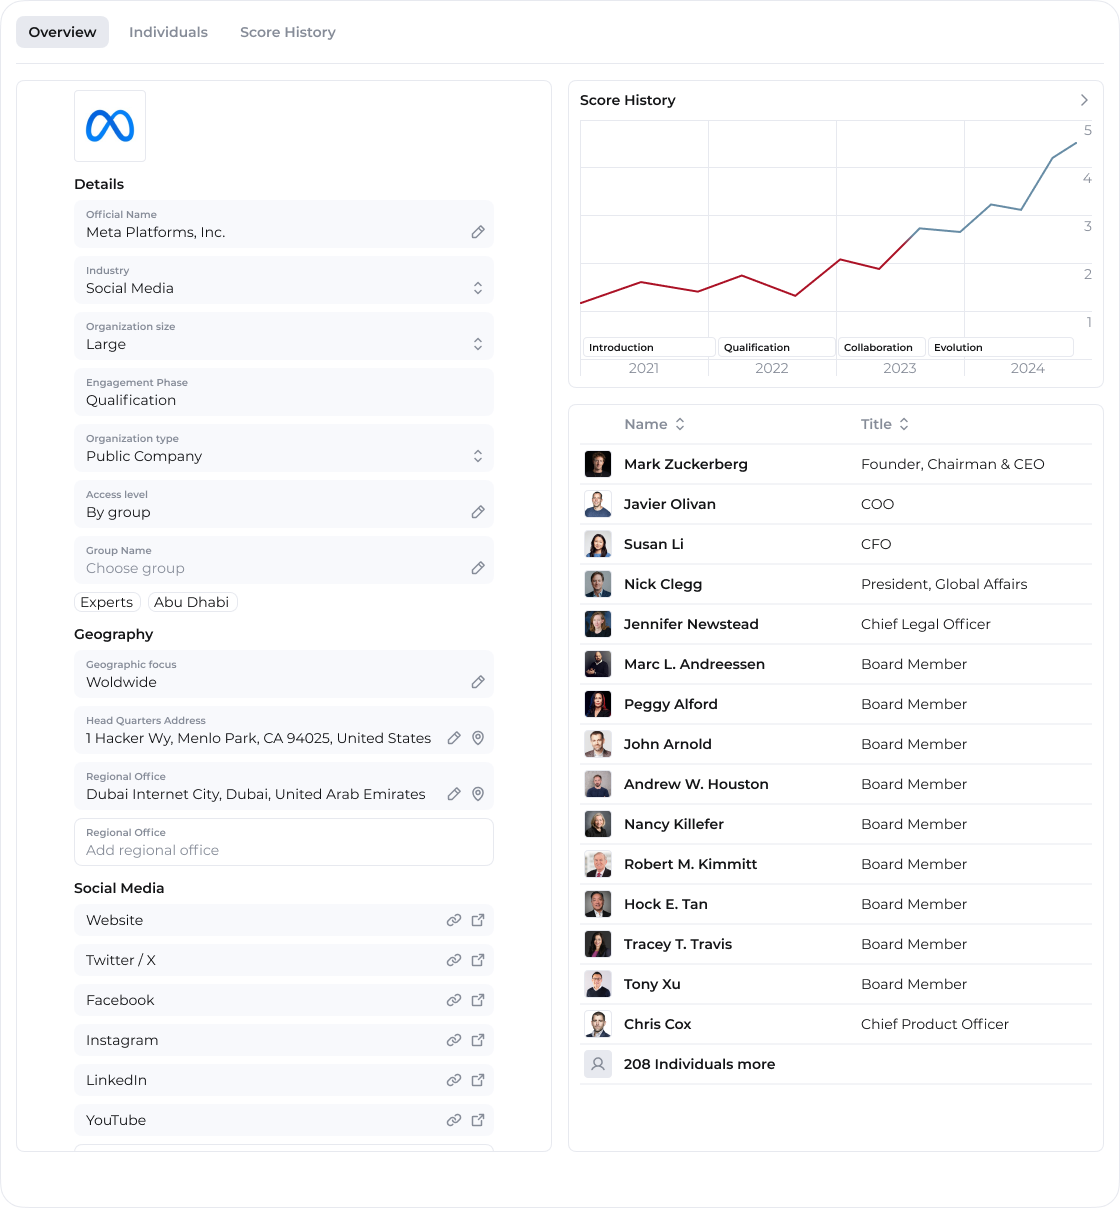 Overview Individuals Score History
Details
Official Name
Meta Platforms, Inc.
Industry
Social Media
Organization size
Large
Engagement Phase
Qualification
Organization type
Public Company
Access level
By group
Group Name
Choose group
Experts Abu Dhabi
Geography
Geographic focus
Woldwide
Head Quarters Address
1 Hacker Wy, Menlo Park, CA 94025, United States
Regional Office
Dubai Internet City, Dubai, United Arab Emirates
Regional Office
Add regional office
Social Media
Website
Twitter / X
Facebook
Instagram
LinkedIn
YouTube
Score History
5
4
3
2
1
Introduction Qualification Collaboration Evolution
2021 2022 2023 2024
Name Title
Mark Zuckerberg Founder, Chairman & CEO
Javier Olivan COO
Susan Li CFO
Nick Clegg President, Global Affairs
Jennifer Newstead Chief Legal Officer
Marc L. Andreessen Board Member
Peggy Alford Board Member
John Arnold Board Member
Andrew W. Houston Board Member
Nancy Killefer Board Member
Robert M. Kimmitt Board Member
Hock E. Tan Board Member
Tracey T. Travis Board Member
Tony Xu Board Member
Chris Cox Chief Product Officer
208 Individuals more